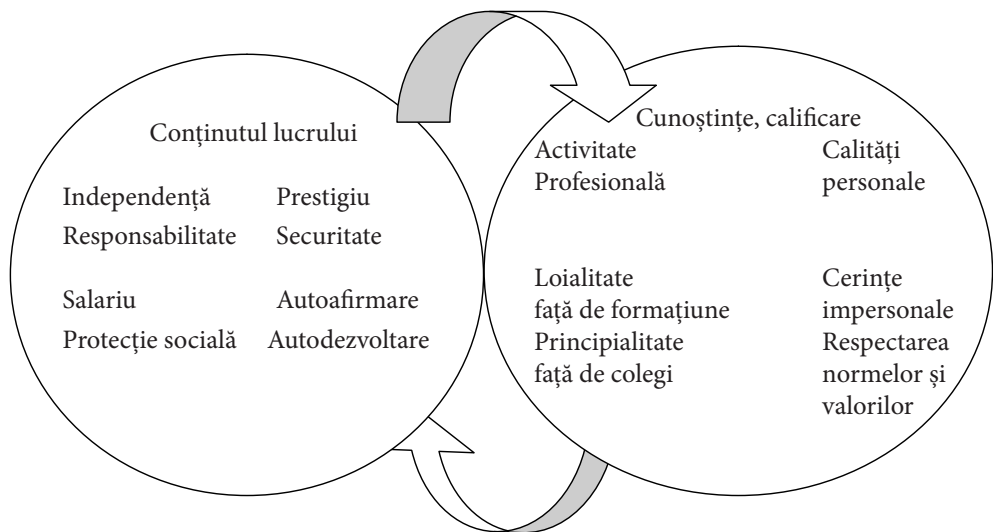 Conținutul lucrului
Independență Prestigiu
Responsabilitate Securitate
Salariu Autoafirmare
Protecție socială Autodezvoltare
Cunoștințe, calificare
Activitate
Profesională
Calități
personale
Loialitate
față de formațiune
Principialitate
față de colegi
Cerințe
impersonale
Respectarea
normelor și
valorilor